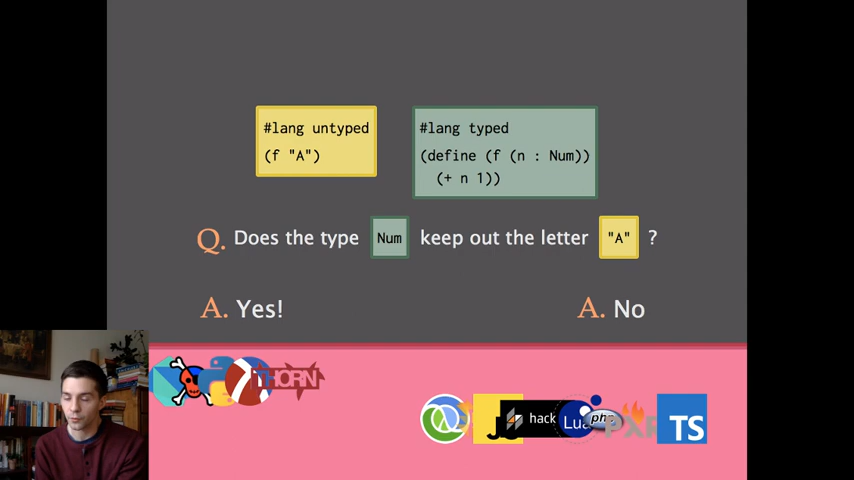 #lang untyped
(f "A")
#lang typed
(define (f (n : Num))
(+ n 1))
Q. Does the type Num keep out the letter "A" ?
A. Yes!
A. No
THORN
hack
Lua
php
TS